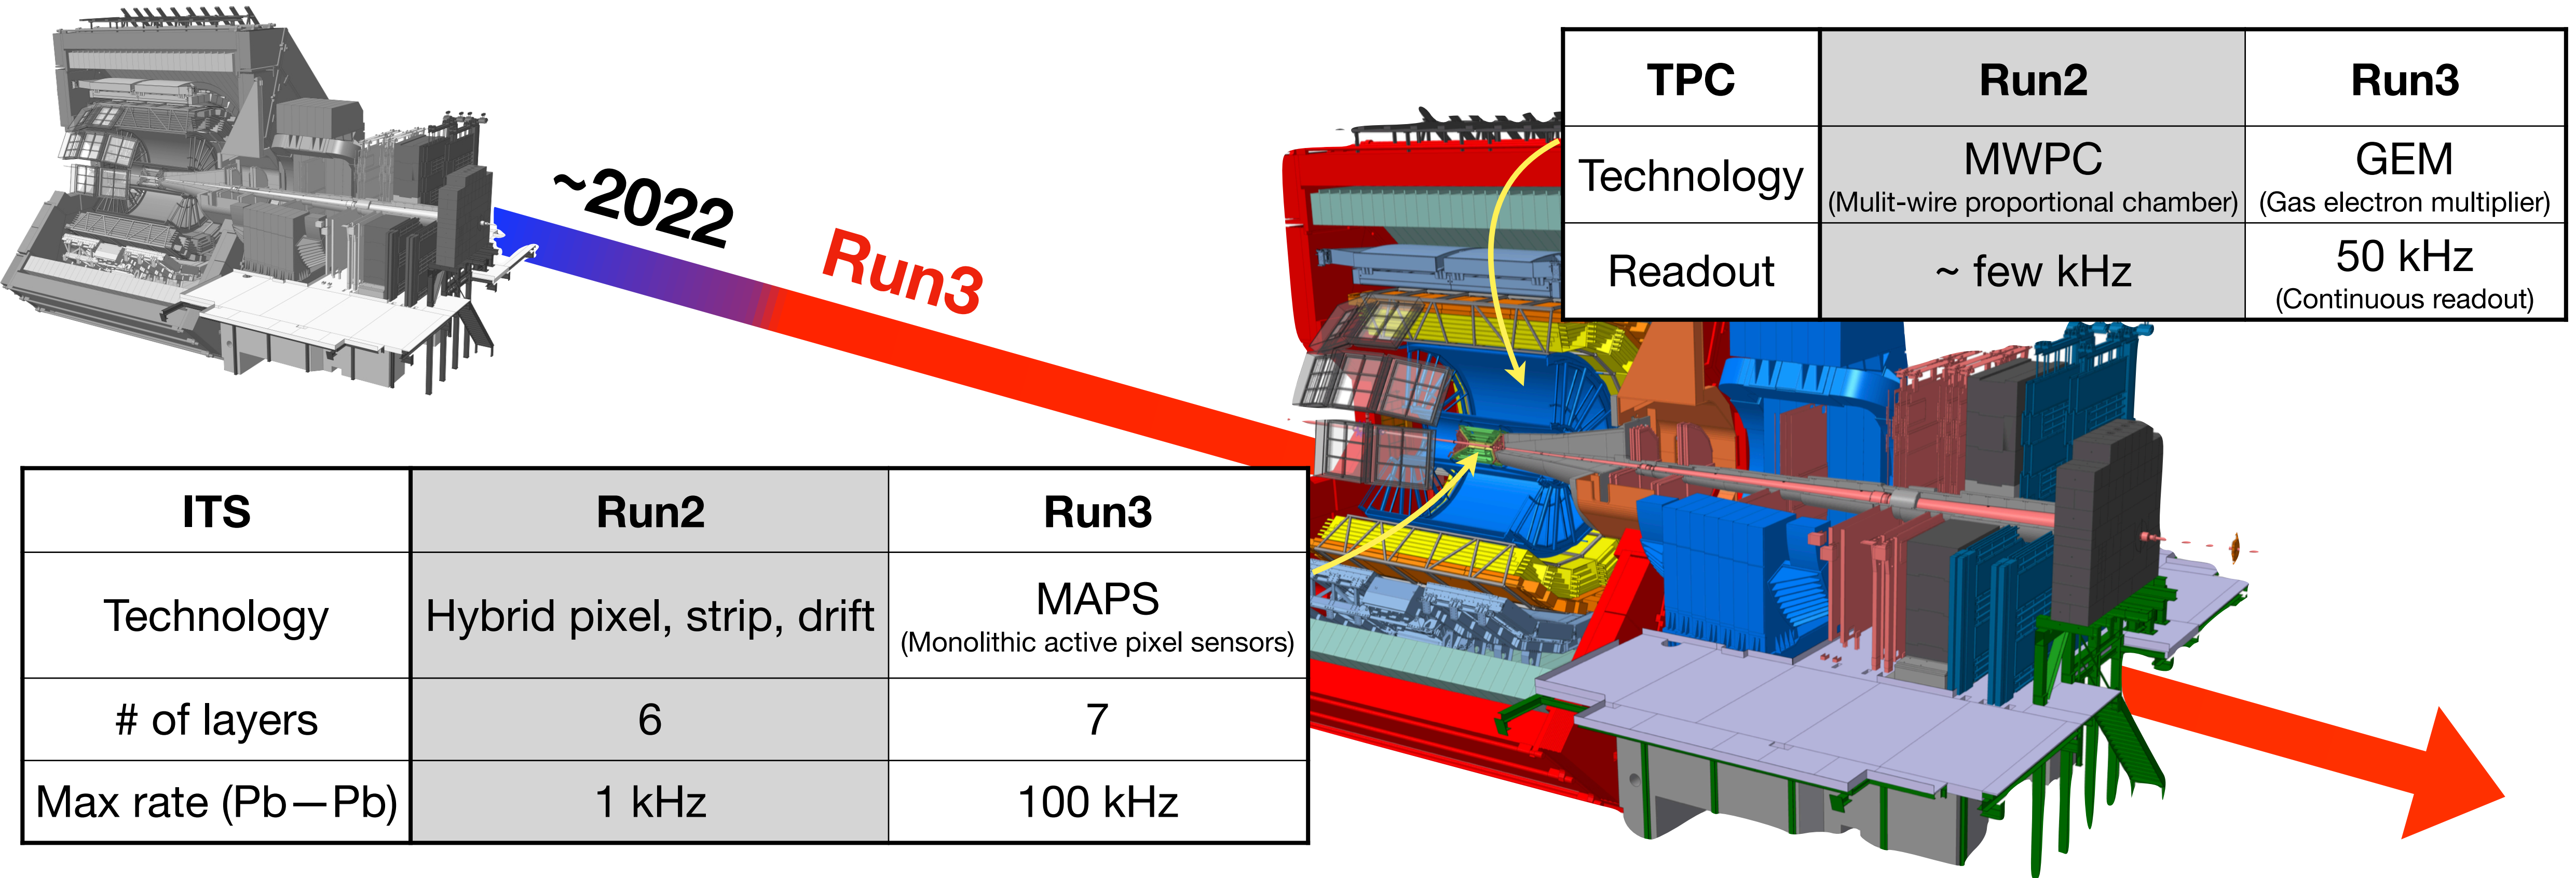 TPC Run2 Run3
Technology MWPC GEM
(Mulit-wire proportional chamber) (Gas electron multiplier)
Readout ~ few kHz 50 kHz
(Continuous readout)
~2022
Run3
ITS Run2 Run3
Technology Hybrid pixel, strip, drift MAPS
(Monolithic active pixel sensors)
# of layers 6 7
Max rate (Pb—Pb) 1 kHz 100 kHz